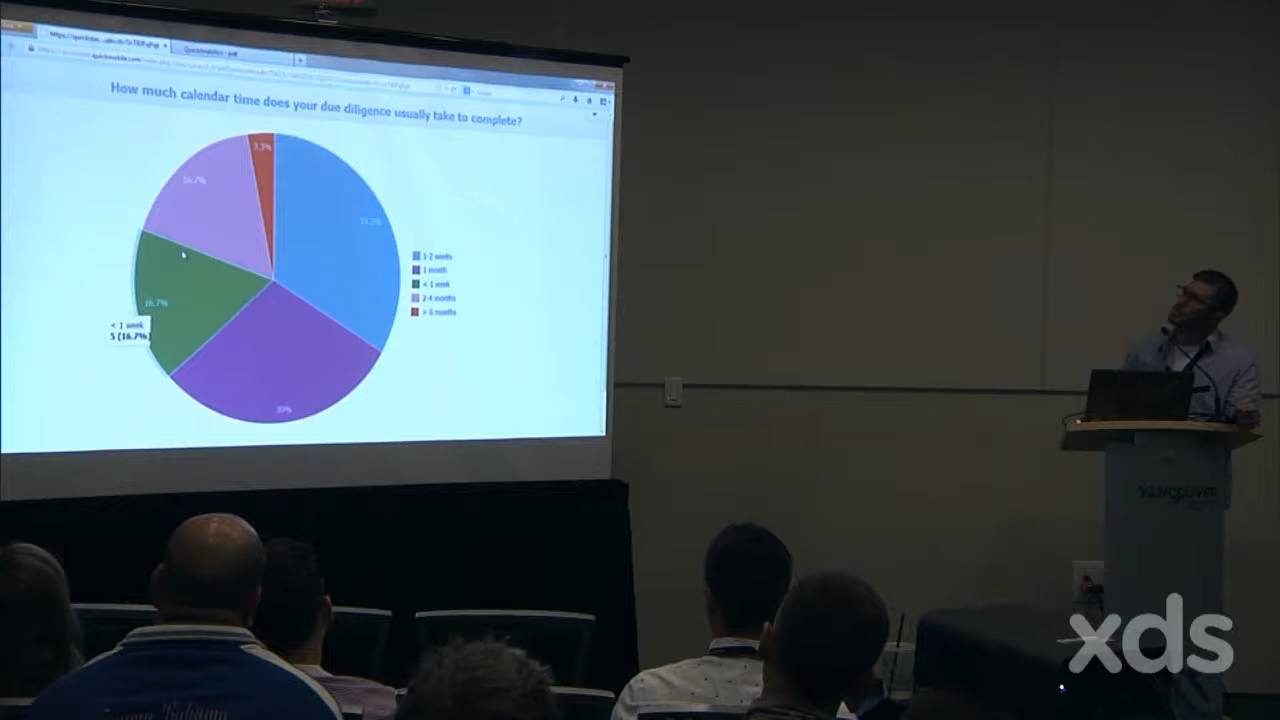 How much calendar time does your due diligence usually take to complete?
3.3%
16.7%
33.3%
1-2 weeks
1 month
< 1 week
2-4 months
> 6 months
16.7%
< 1 week
5 (16.7%)
30%
VANCOUVER
xds